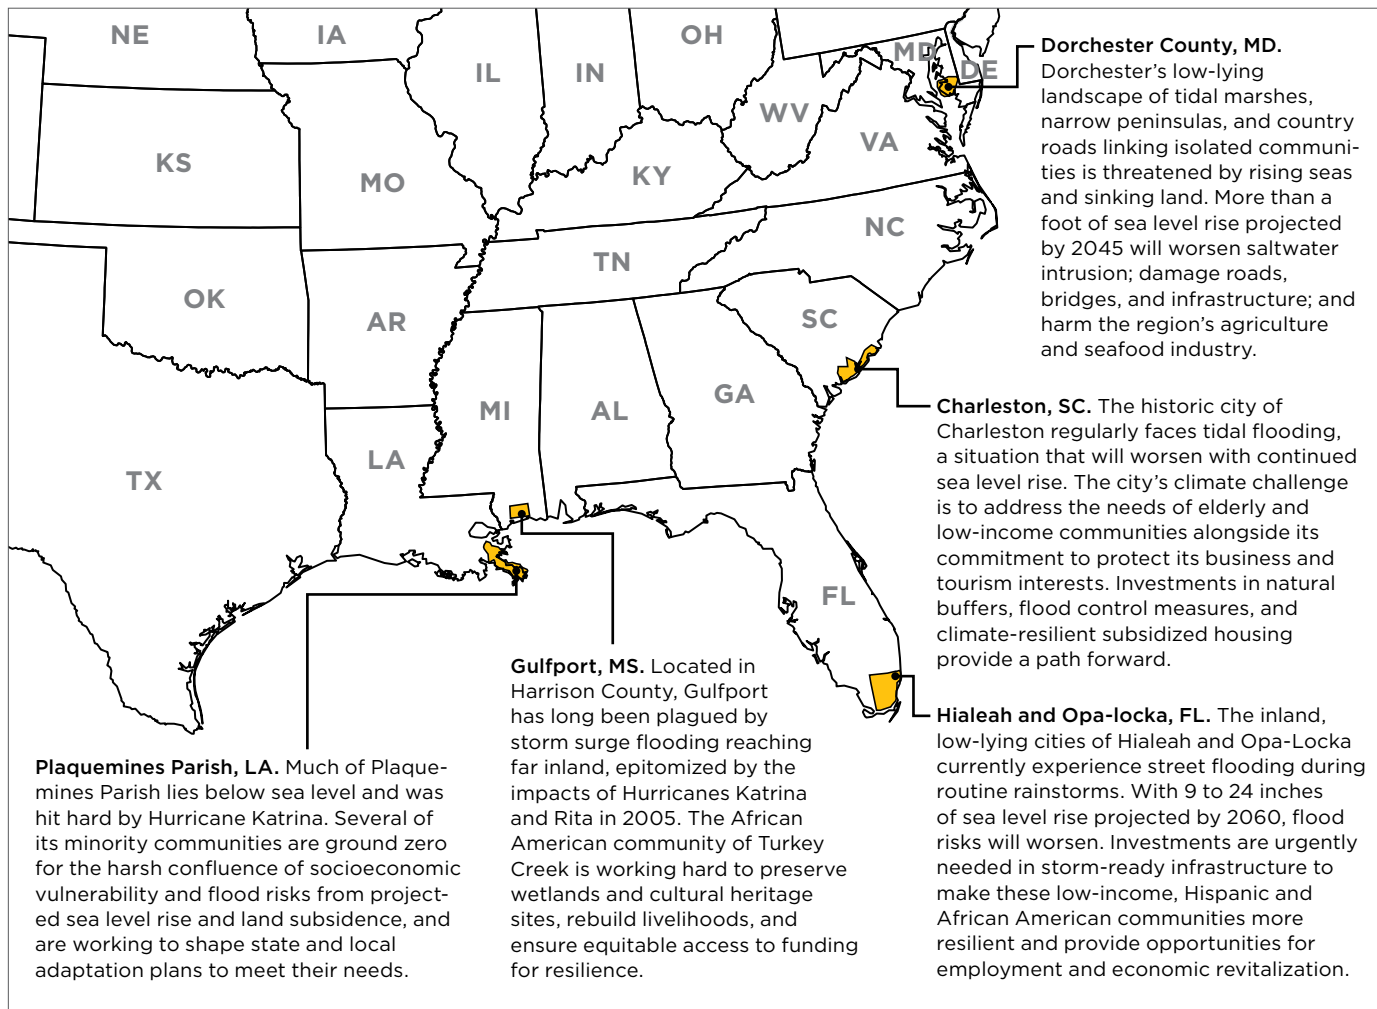 NE
IA
IL
IN
OH
MD
DE
WV
VA
KS
MO
KY
NC
TN
OK
AR
SC
MI
AL
GA
LA
TX
FL
Dorchester County, MD.
Dorchester’s low-lying
landscape of tidal marshes,
narrow peninsulas, and country
roads linking isolated communi-
ties is threatened by rising seas
and sinking land. More than a
foot of sea level rise projected
by 2045 will worsen saltwater
intrusion; damage roads,
bridges, and infrastructure; and
harm the region’s agriculture
and seafood industry.
Charleston, SC. The historic city of
Charleston regularly faces tidal flooding,
a situation that will worsen with continued
sea level rise. The city’s climate challenge
is to address the needs of elderly and
low-income communities alongside its
commitment to protect its business and
tourism interests. Investments in natural
buffers, flood control measures, and
climate-resilient subsidized housing
provide a path forward.
Gulfport, MS. Located in
Harrison County, Gulfport
has long been plagued by
storm surge flooding reaching
far inland, epitomized by the
impacts of Hurricanes Katrina
and Rita in 2005. The African
American community of Turkey
Creek is working hard to preserve
wetlands and cultural heritage
sites, rebuild livelihoods, and
ensure equitable access to funding
for resilience.
Hialeah and Opa-locka, FL. The inland,
low-lying cities of Hialeah and Opa-Locka
currently experience street flooding during
routine rainstorms. With 9 to 24 inches
of sea level rise projected by 2060, flood
risks will worsen. Investments are urgently
needed in storm-ready infrastructure to
make these low-income, Hispanic and
African American communities more
resilient and provide opportunities for
employment and economic revitalization.
Plaquemines Parish, LA. Much of Plaque-
mines Parish lies below sea level and was
hit hard by Hurricane Katrina. Several of
its minority communities are ground zero
for the harsh confluence of socioeconomic
vulnerability and flood risks from project-
ed sea level rise and land subsidence, and
are working to shape state and local
adaptation plans to meet their needs.